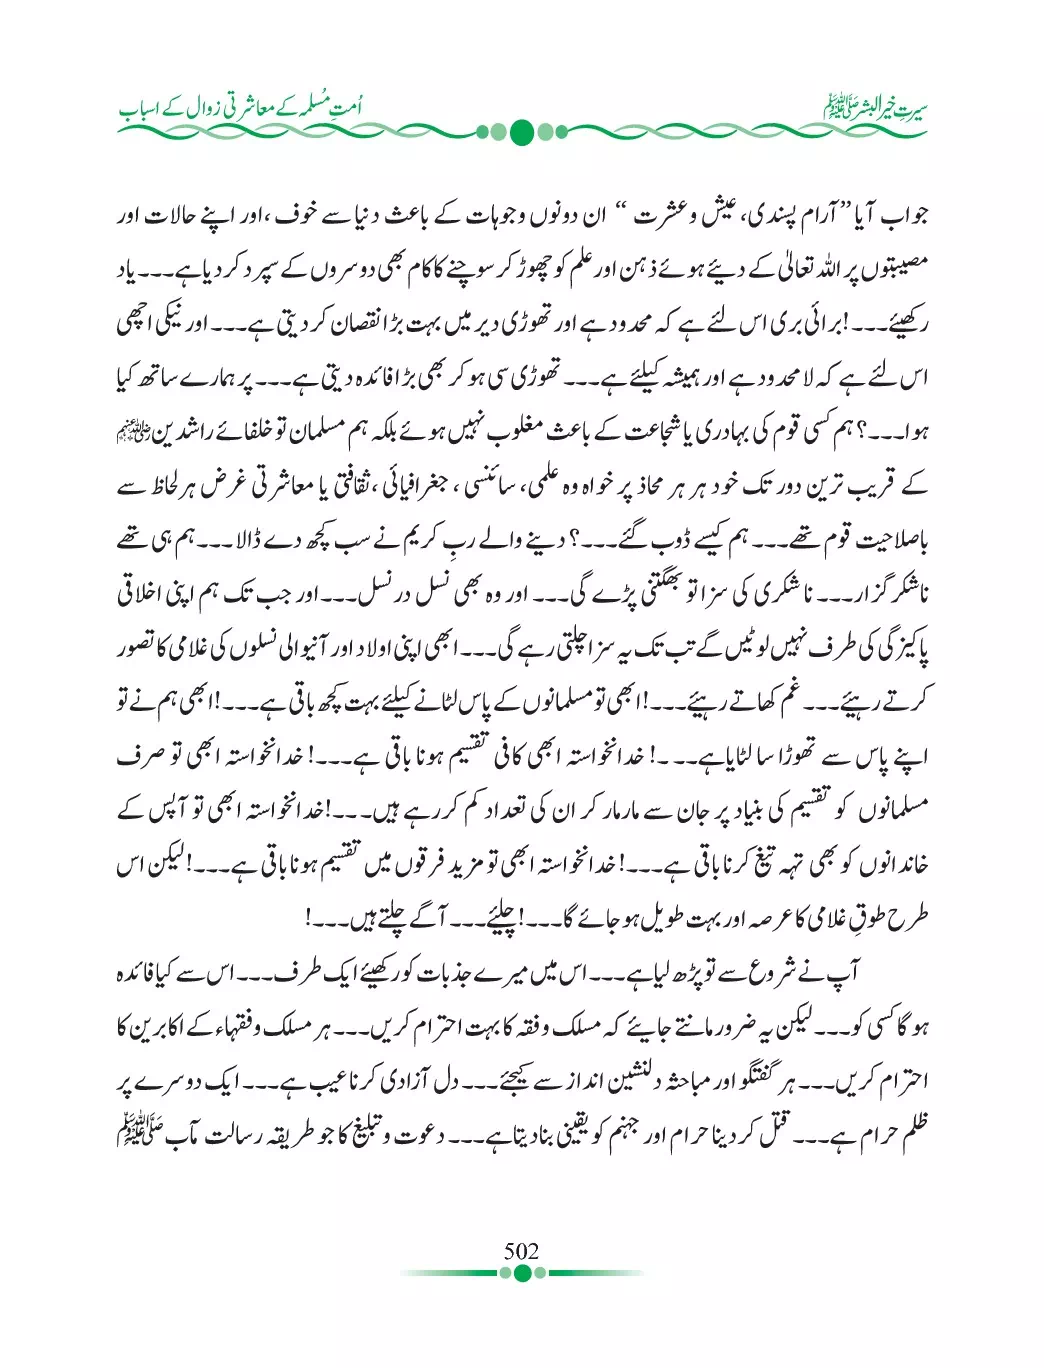 سیرتِ خیر البشر ﷺ
اُمتِ مُسلمہ کے معاشرتی زوال کے اسباب
جواب آیا”آرام پسندی، عیش و عشرت “ ان دونوں وجوہات کے باعث دنیا سے خوف ،اور اپنے حالات اور
مصیبتوں پر اللہ تعالیٰ کے دیئے ہوئے ذہن اور علم کو چھوڑ کر سوچنے کا کام بھی دوسروں کے سپرد کر دیا ہے۔۔۔ یاد
رکھیئے۔۔۔! برائی بری اس لئے ہے کہ محدود ہے اور تھوڑی دیر میں بہت بڑا نقصان کر دیتی ہے۔۔۔ اور نیکی اچھی
اس لئے ہے کہ لامحدود ہے اور ہمیشہ کیلئے ہے۔۔۔ تھوڑی سی ہو کر بھی بڑا فائدہ دیتی ہے۔۔۔ پر ہمارے ساتھ کیا
ہوا۔۔۔؟ ہم کسی قوم کی بہادری یا شجاعت کے باعث مغلوب نہیں ہوئے بلکہ ہم مسلمان تو خلفائے راشدین رضی اللہ عنہم
کے قریب ترین دور تک خود ہر ہر محاذ پر خواہ وہ علمی، سائنسی ، جغرافیائی ،ثقافتی یا معاشرتی غرض ہر لحاظ سے
باصلاحیت قوم تھے۔۔۔ ہم کیسے ڈوب گئے۔۔۔؟ دینے والے ربِ کریم نے سب کچھ دے ڈالا۔۔۔ ہم ہی تھے
ناشکر گزار۔۔۔ ناشکری کی سزا تو بھگتنی پڑے گی۔۔۔ اور وہ بھی نسل در نسل۔۔۔اور جب تک ہم اپنی اخلاقی
پاکیزگی کی طرف نہیں لوٹیں گے تب تک یہ سزا چلتی رہے گی۔۔۔ ابھی اپنی اولاد اور آنیوالی نسلوں کی غلامی کا تصور
کرتے رہیئے۔۔۔ غم کھاتے رہیئے۔۔۔! ابھی تو مسلمانوں کے پاس لٹانے کیلئے بہت کچھ باقی ہے۔۔۔! ابھی ہم نے تو
اپنے پاس سے تھوڑا سا لٹایا ہے۔۔۔! خدانخواستہ ابھی کافی تقسیم ہونا باقی ہے۔۔۔! خدانخواستہ ابھی تو صرف
مسلمانوں کو تقسیم کی بنیاد پر جان سے مار مار کر ان کی تعداد کم کر رہے ہیں۔۔۔! خدانخواستہ ابھی تو آپس کے
خاندانوں کو بھی تہہ تیغ کرنا باقی ہے۔۔۔! خدانخواستہ ابھی تو مزید فرقوں میں تقسیم ہونا باقی ہے۔۔۔! لیکن اس
طرح طوقِ غلامی کا عرصہ اور بہت طویل ہو جائے گا۔۔۔! چلیئے۔۔۔ آگے چلتے ہیں۔۔۔!
آپ نے شروع سے تو پڑھ لیا ہے۔۔۔ اس میں میرے جذبات کو رکھیئے ایک طرف۔۔۔ اس سے کیا فائدہ
ہو گا کسی کو۔۔۔ لیکن یہ ضرور مانتے جایئے کہ مسلک و فقہ کا بہت احترام کریں۔۔۔ ہر مسلک و فقہاء کے اکابرین کا
احترام کریں۔۔۔ ہر گفتگو اور مباحثہ دلنشین انداز سے کیجئے۔۔۔ دل آزادی کرنا عیب ہے۔۔۔ ایک دوسرے پر
ظلم حرام ہے۔۔۔ قتل کر دینا حرام اور جہنم کو یقینی بنا دیتا ہے۔۔۔ دعوت و تبلیغ کا جو طریقہ رسالت مآب ﷺ
502